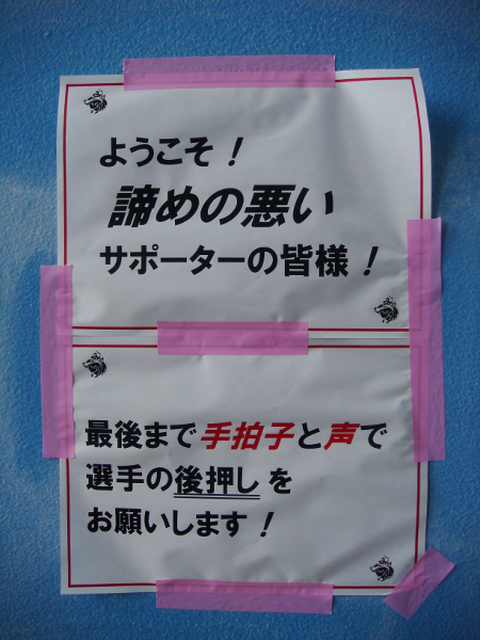 ようこそ！
諦めの悪い
サポーターの皆様！
最後まで手拍子と声で
選手の後押しを
お願いします！